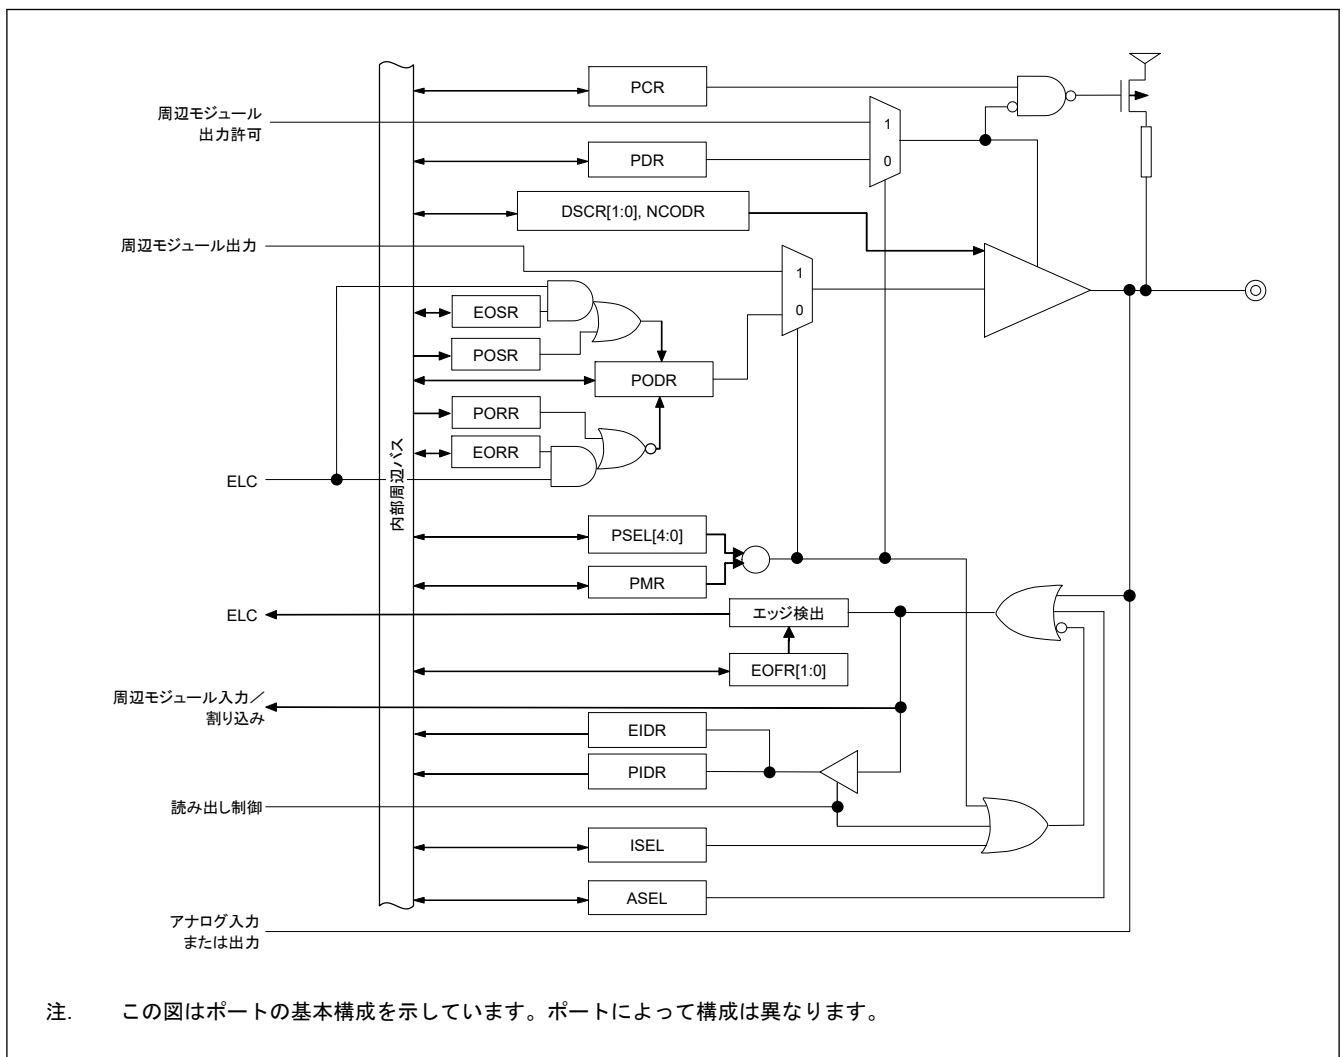 PCR
周辺モジュール
出力許可
1
PDR
0
DSCR[1:0], NCODR
周辺モジュール出力
1
EOSR
0
POSR
PODR
PORR
EORR
ELC
内部周辺バス
PSEL[4:0]
PMR
ELC
エッジ検出
EOFR[1:0]
周辺モジュール入力／
割り込み
EIDR
PIDR
読み出し制御
ISEL
ASEL
アナログ入力
または出力
注. この図はポートの基本構成を示しています。ポートによって構成は異なります。